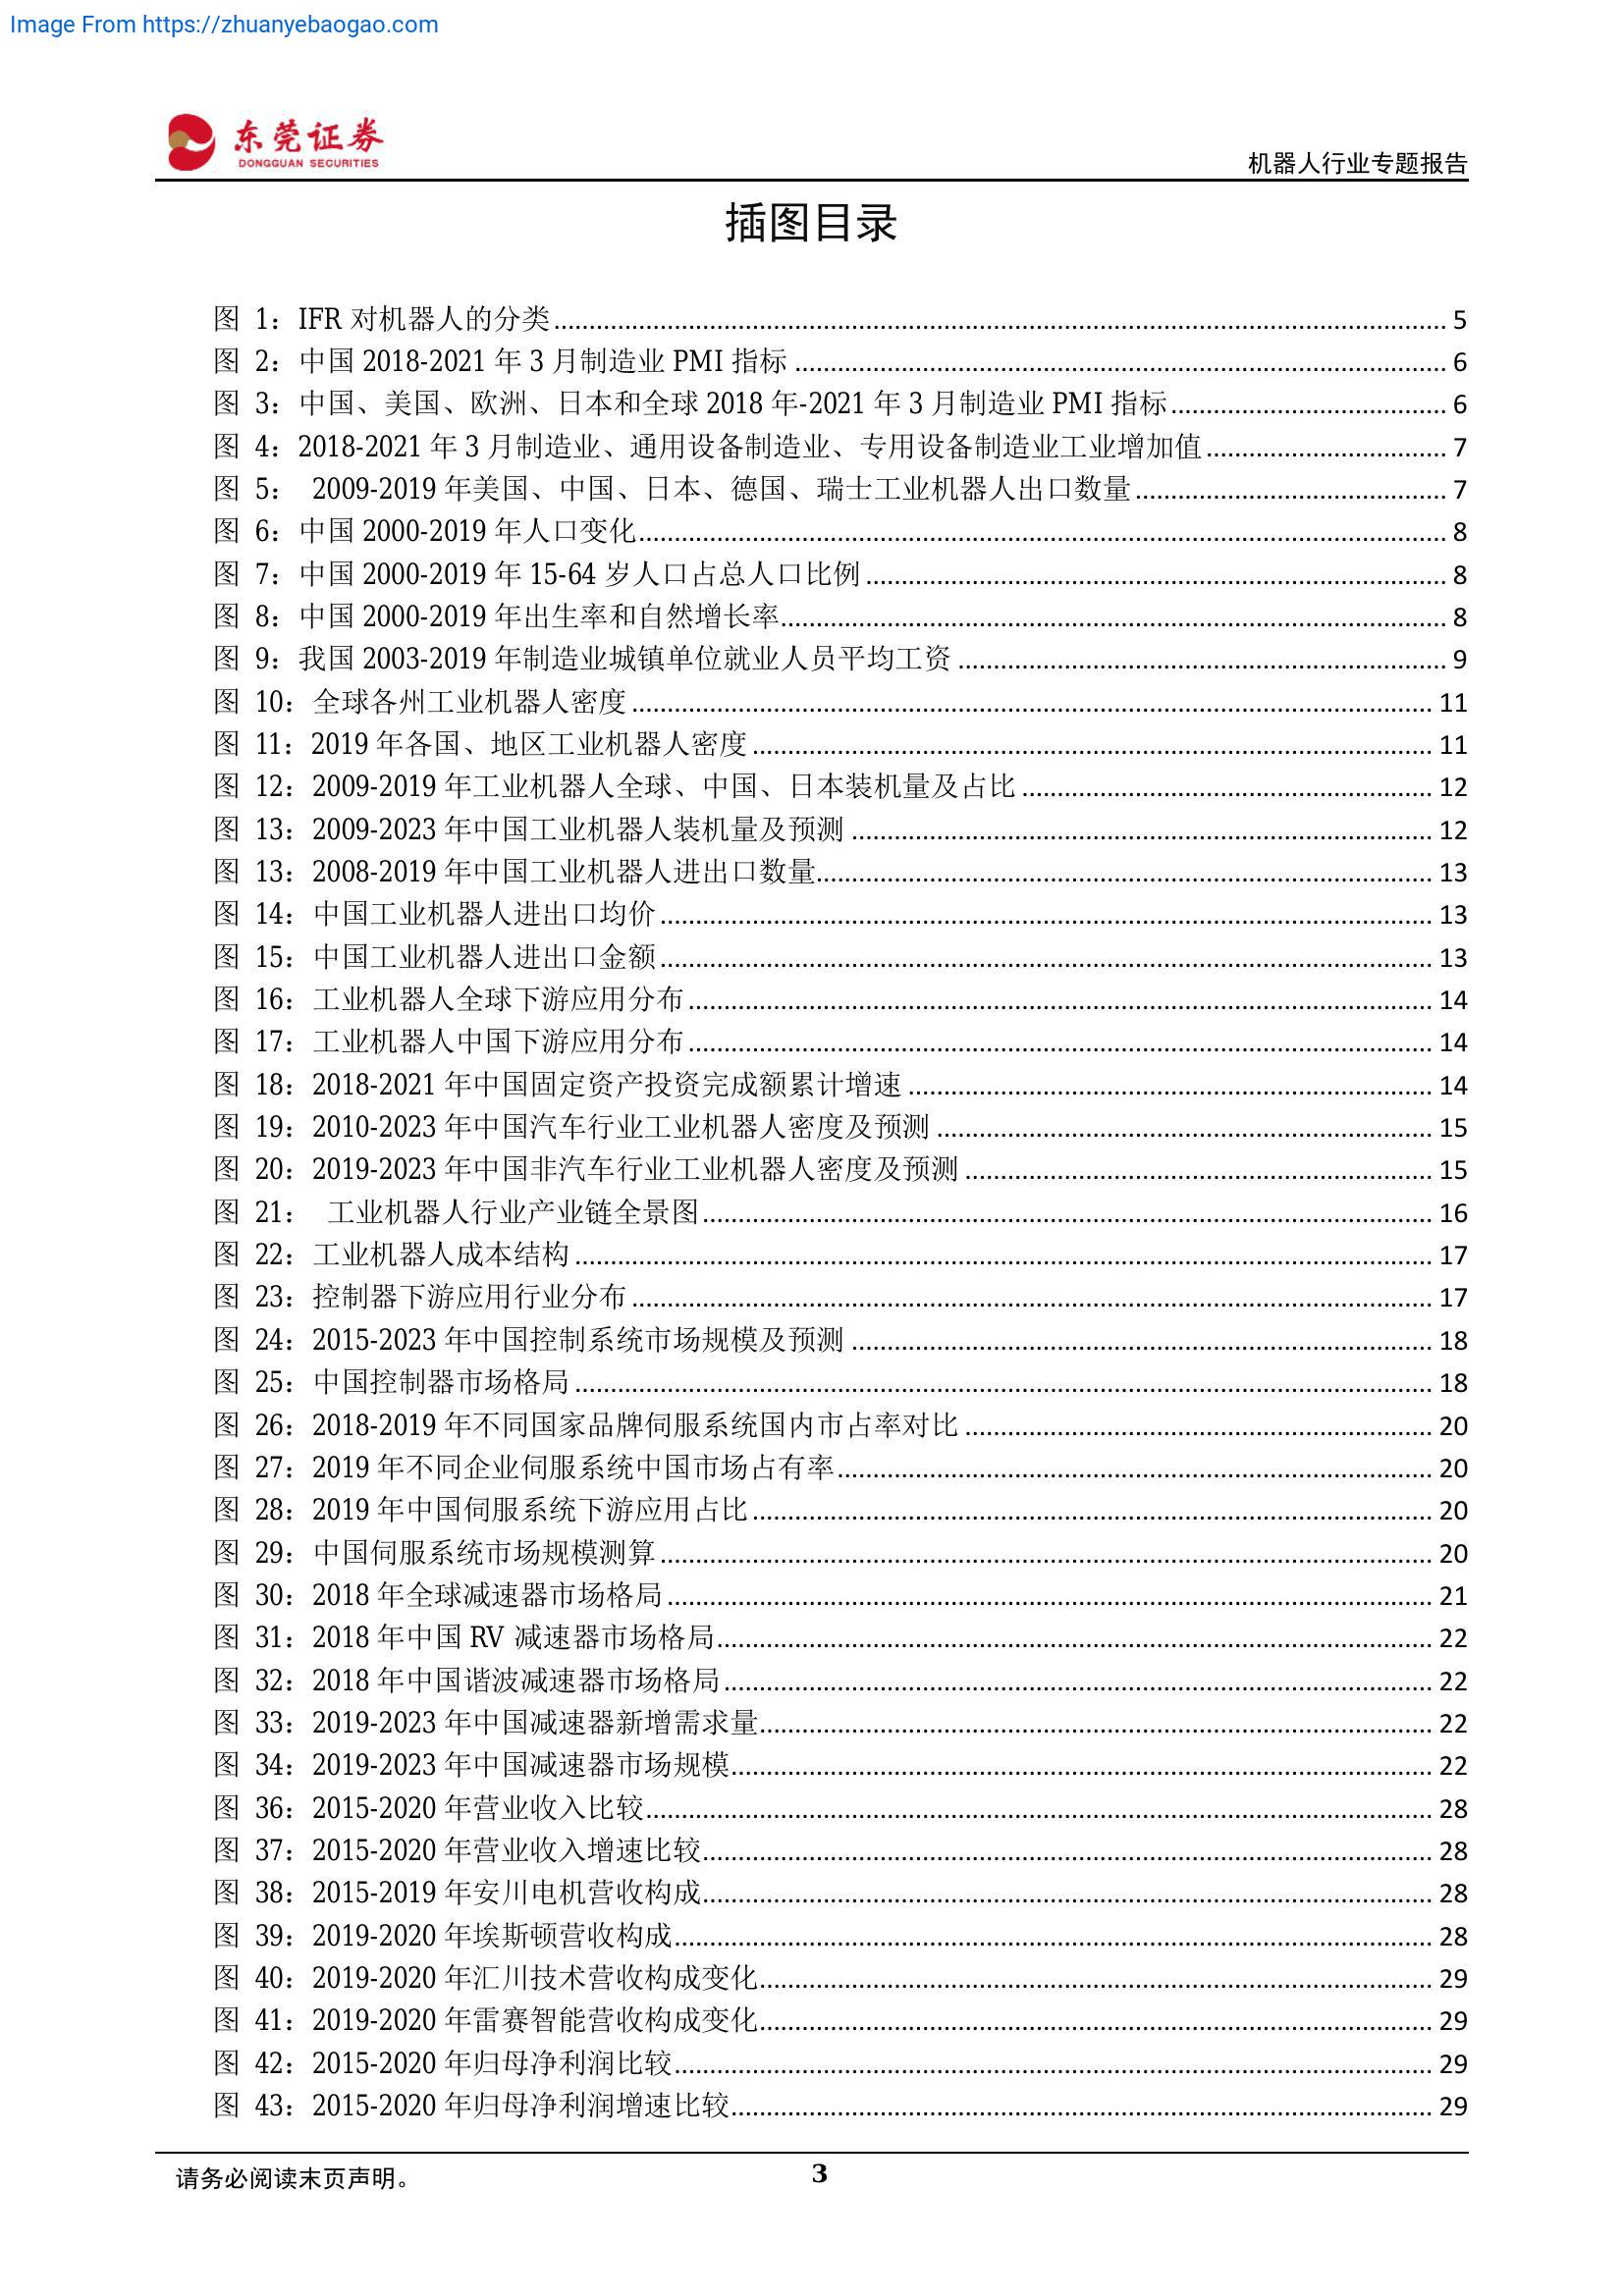 Image From https://zhuanyebaogao.com
东莞证券
DONGGUAN SECURITIES
机器人行业专题报告
插图目录
图 1：IFR 对机器人的分类 5
图 2：中国 2018-2021 年 3 月制造业 PMI 指标 6
图 3：中国、美国、欧洲、日本和全球 2018 年-2021 年 3 月制造业 PMI 指标 6
图 4：2018-2021 年 3 月制造业、通用设备制造业、专用设备制造业工业增加值 7
图 5： 2009-2019 年美国、中国、日本、德国、瑞士工业机器人出口数量 7
图 6：中国 2000-2019 年人口变化 8
图 7：中国 2000-2019 年 15-64 岁人口占总人口比例 8
图 8：中国 2000-2019 年出生率和自然增长率 8
图 9：我国 2003-2019 年制造业城镇单位就业人员平均工资 9
图 10：全球各州工业机器人密度 11
图 11：2019 年各国、地区工业机器人密度 11
图 12：2009-2019 年工业机器人全球、中国、日本装机量及占比 12
图 13：2009-2023 年中国工业机器人装机量及预测 12
图 13：2008-2019 年中国工业机器人进出口数量 13
图 14：中国工业机器人进出口均价 13
图 15：中国工业机器人进出口金额 13
图 16：工业机器人全球下游应用分布 14
图 17：工业机器人中国下游应用分布 14
图 18：2018-2021 年中国固定资产投资完成额累计增速 14
图 19：2010-2023 年中国汽车行业工业机器人密度及预测 15
图 20：2019-2023 年中国非汽车行业工业机器人密度及预测 15
图 21： 工业机器人行业产业链全景图 16
图 22：工业机器人成本结构 17
图 23：控制器下游应用行业分布 17
图 24：2015-2023 年中国控制系统市场规模及预测 18
图 25：中国控制器市场格局 18
图 26：2018-2019 年不同国家品牌伺服系统国内市占率对比 20
图 27：2019 年不同企业伺服系统中国市场占有率 20
图 28：2019 年中国伺服系统下游应用占比 20
图 29：中国伺服系统市场规模测算 20
图 30：2018 年全球减速器市场格局 21
图 31：2018 年中国 RV 减速器市场格局 22
图 32：2018 年中国谐波减速器市场格局 22
图 33：2019-2023 年中国减速器新增需求量 22
图 34：2019-2023 年中国减速器市场规模 22
图 36：2015-2020 年营业收入比较 28
图 37：2015-2020 年营业收入增速比较 28
图 38：2015-2019 年安川电机营收构成 28
图 39：2019-2020 年埃斯顿营收构成 28
图 40：2019-2020 年汇川技术营收构成变化 29
图 41：2019-2020 年雷赛智能营收构成变化 29
图 42：2015-2020 年归母净利润比较 29
图 43：2015-2020 年归母净利润增速比较 29
请务必阅读末页声明。
3